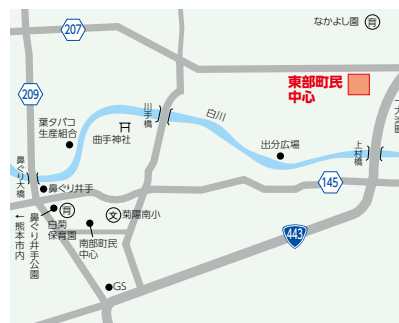 なかよし園 育
207
東部町民
中心
209
川手橋
白川
葉タバコ
生産組合
曲手神社
出分広場
上村橋
鼻ぐり大橋
鼻ぐり井手
145
育
白菊
保育園
文 菊陽南小
鼻ぐり井手公園
←熊本市内
南部町民
中心
443
GS